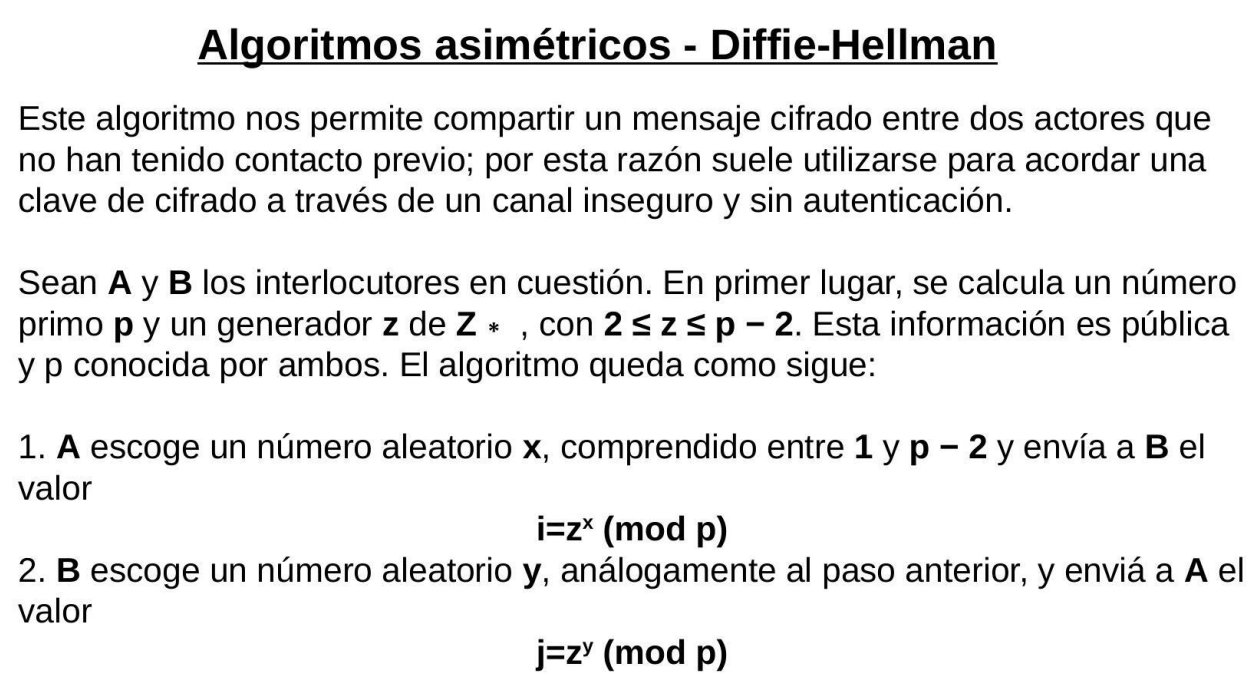 Algoritmos asimétricos - Diffie-Hellman
Este algoritmo nos permite compartir un mensaje cifrado entre dos actores que
no han tenido contacto previo; por esta razón suele utilizarse para acordar una
clave de cifrado a través de un canal inseguro y sin autenticación.
Sean A y B los interlocutores en cuestión. En primer lugar, se calcula un número
primo p y un generador z de Z * , con 2 ≤ z ≤ p − 2. Esta información es pública
y p conocida por ambos. El algoritmo queda como sigue:
1. A escoge un número aleatorio x, comprendido entre 1 y p − 2 y envía a B el
valor
i=zˣ (mod p)
2. B escoge un número aleatorio y, análogamente al paso anterior, y enviá a A el
valor
j=zʸ (mod p)